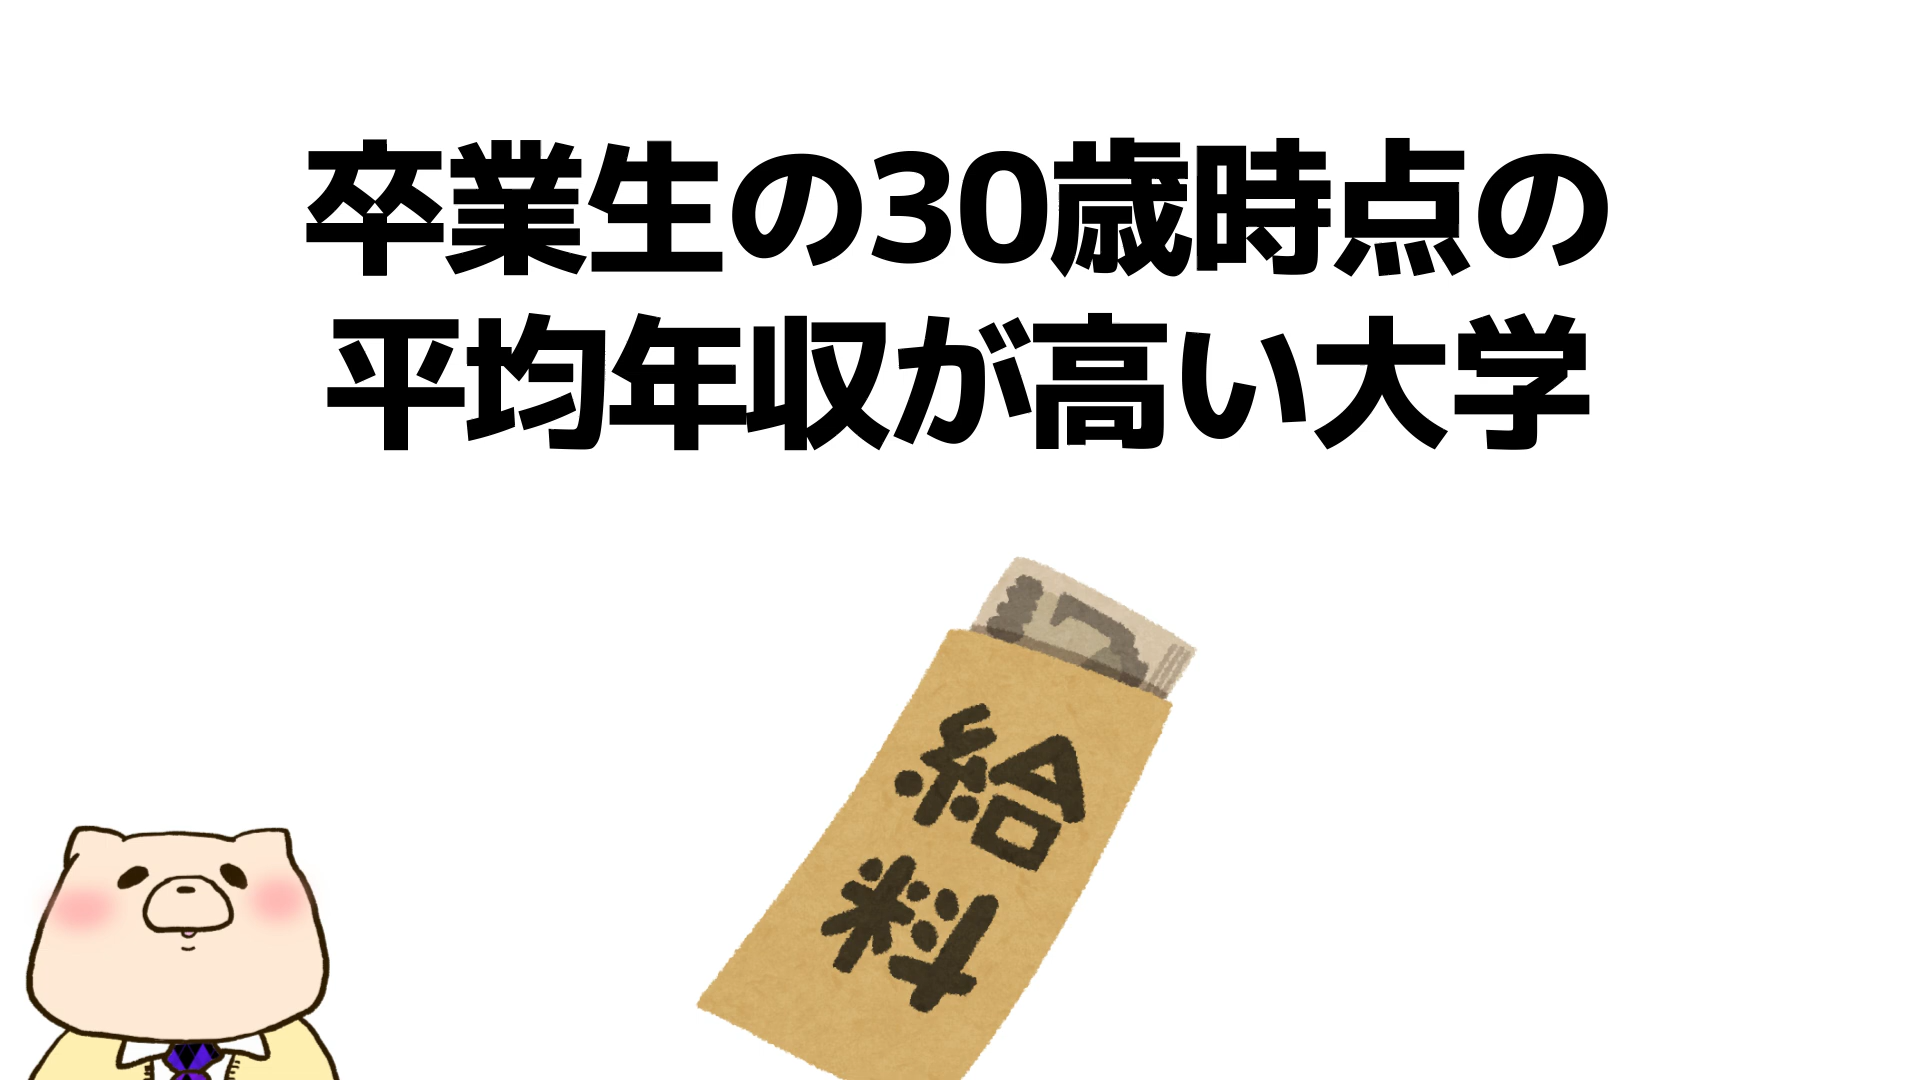 卒業生の30歳時点の
平均年収が高い大学
給料